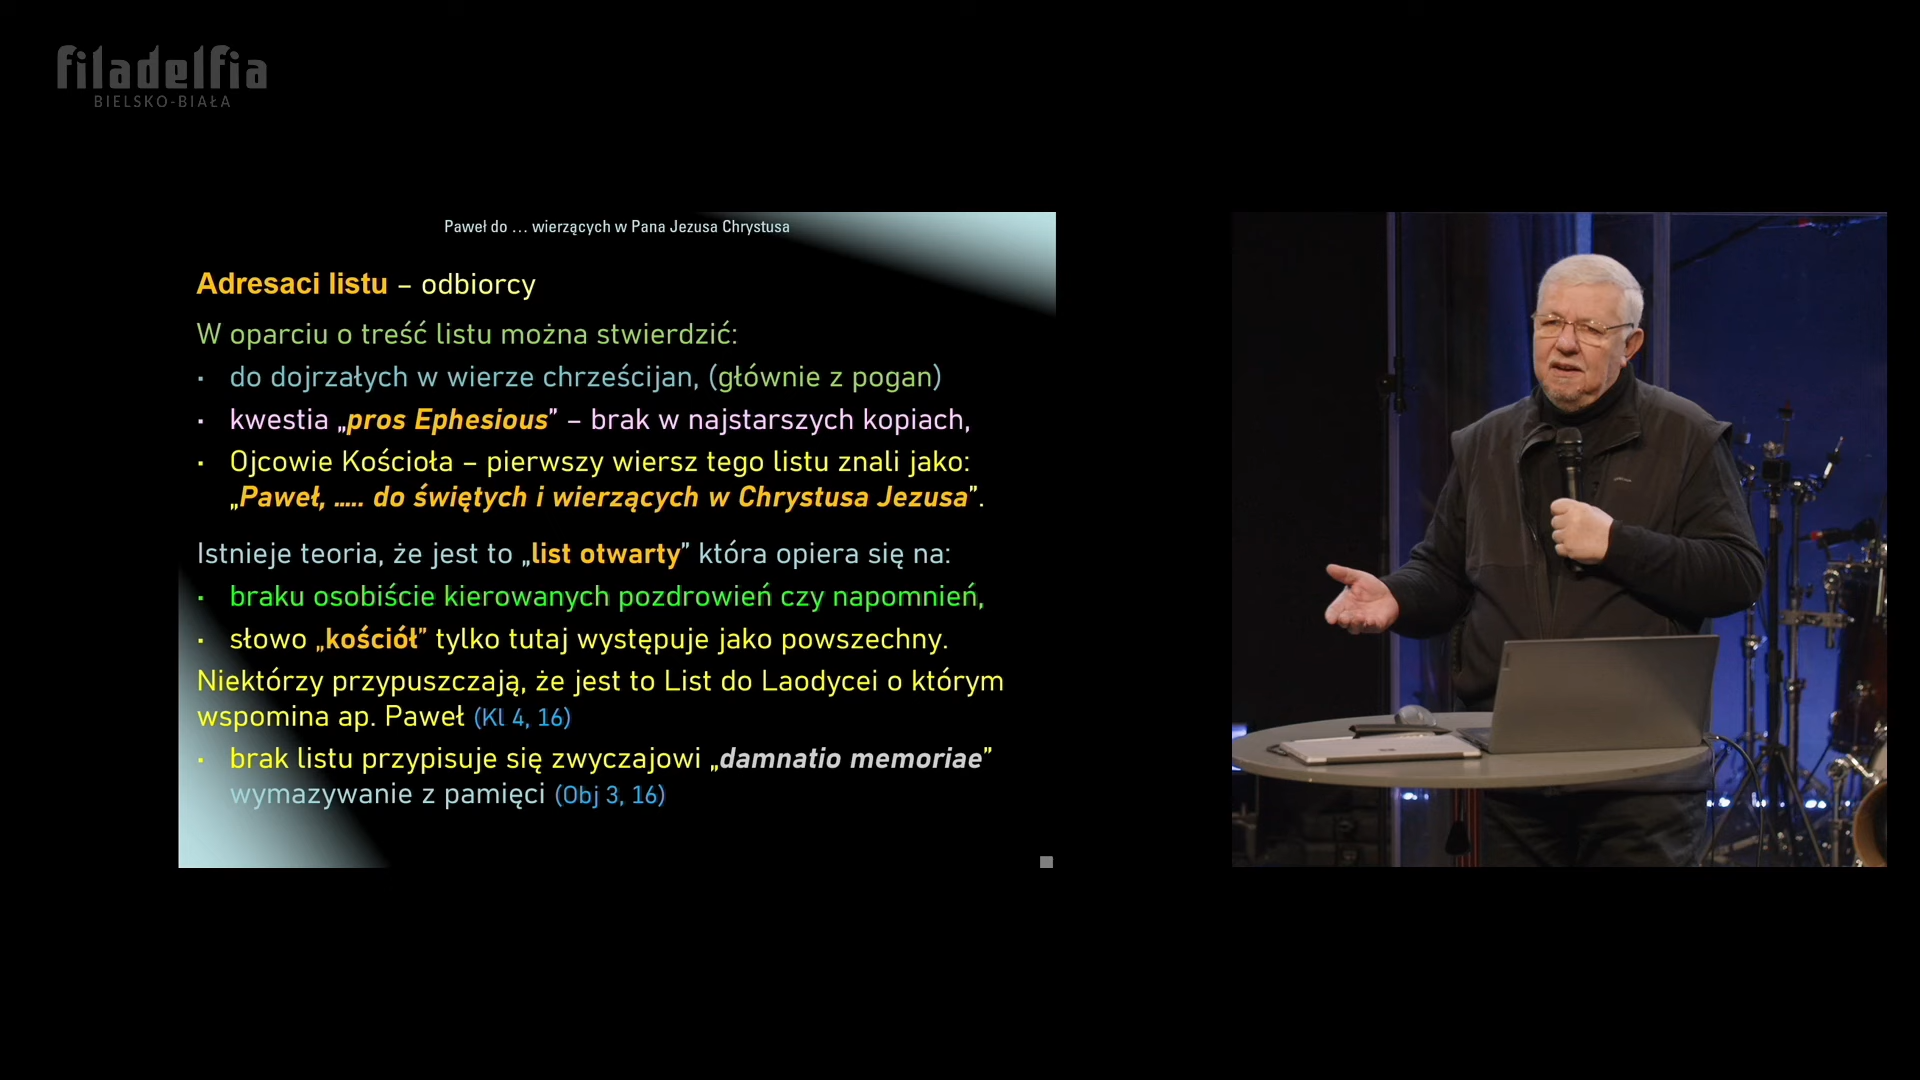 filadelfia
BIELSKO-BIAŁA
Paweł do ... wierzących w Pana Jezusa Chrystusa
Adresaci listu – odbiorcy
W oparciu o treść listu można stwierdzić:
· do dojrzałych w wierze chrześcijan, (głównie z pogan)
· kwestia „pros Ephesious” – brak w najstarszych kopiach,
· Ojcowie Kościoła – pierwszy wiersz tego listu znali jako:
„Paweł, ..... do świętych i wierzących w Chrystusa Jezusa”.
Istnieje teoria, że jest to „list otwarty” która opiera się na:
· braku osobiście kierowanych pozdrowień czy napomnień,
· słowo „kościół” tylko tutaj występuje jako powszechny.
Niektórzy przypuszczają, że jest to List do Laodycei o którym
wspomina ap. Paweł (Kl 4, 16)
· brak listu przypisuje się zwyczajowi „damnatio memoriae”
wymazywanie z pamięci (Obj 3, 16)